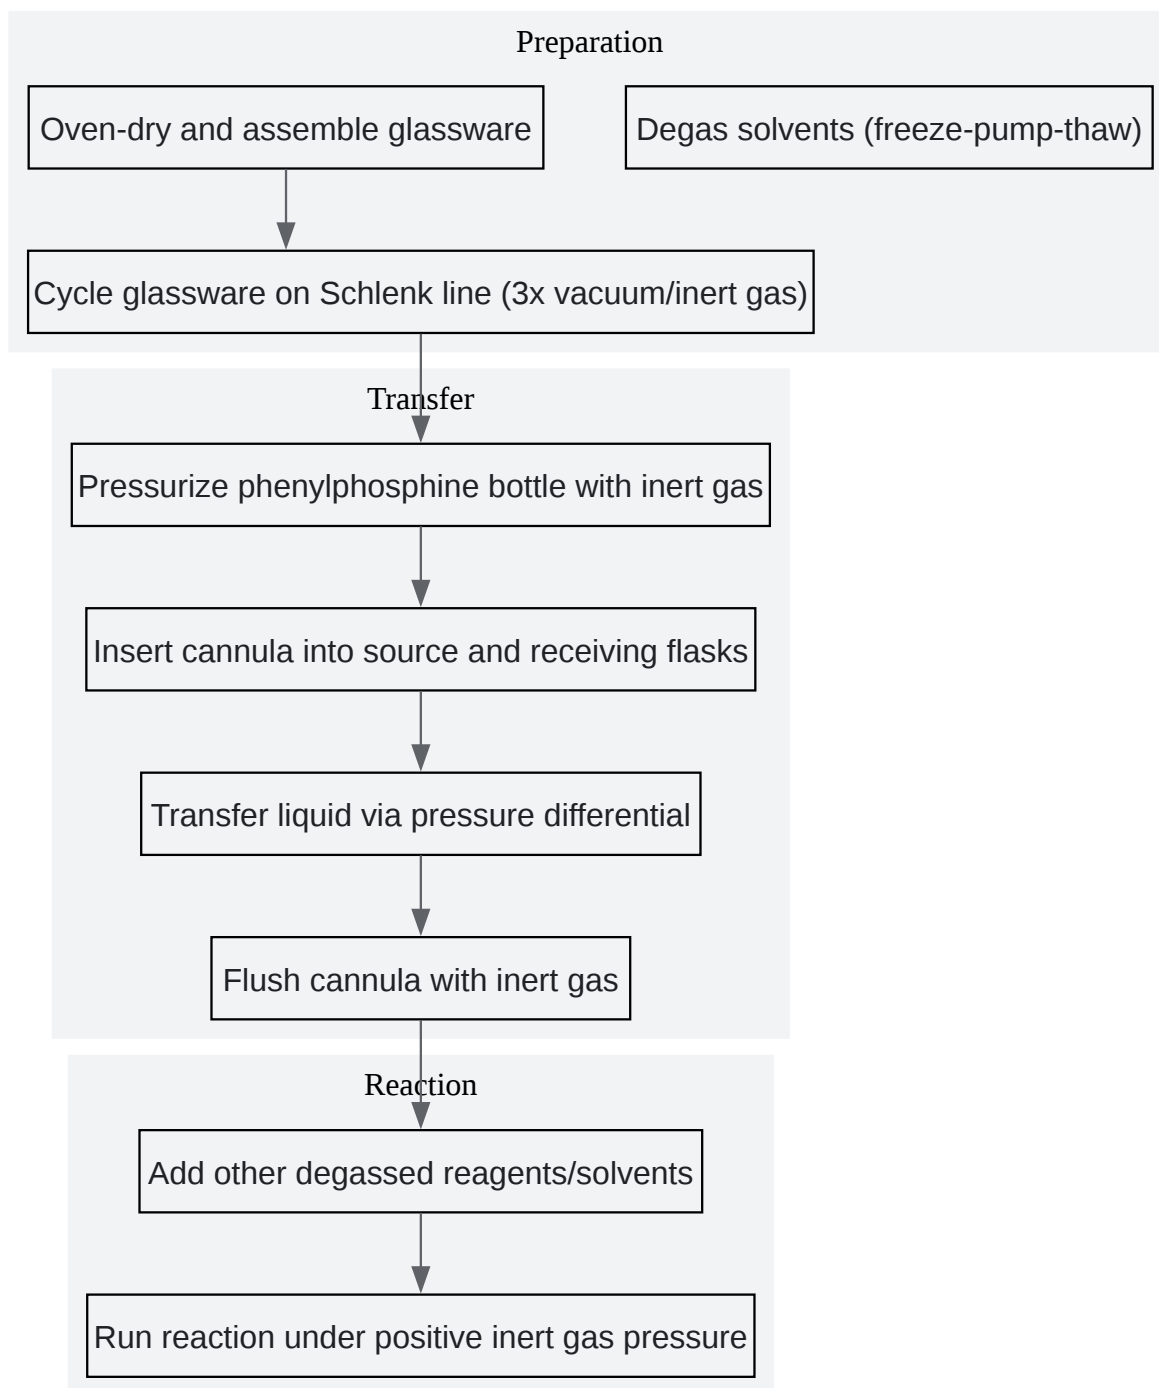 Preparation
Oven-dry and assemble glassware
Degas solvents (freeze-pump-thaw)
Cycle glassware on Schlenk line (3x vacuum/inert gas)
Transfer
Pressurize phenylphosphine bottle with inert gas
Insert cannula into source and receiving flasks
Transfer liquid via pressure differential
Flush cannula with inert gas
Reaction
Add other degassed reagents/solvents
Run reaction under positive inert gas pressure